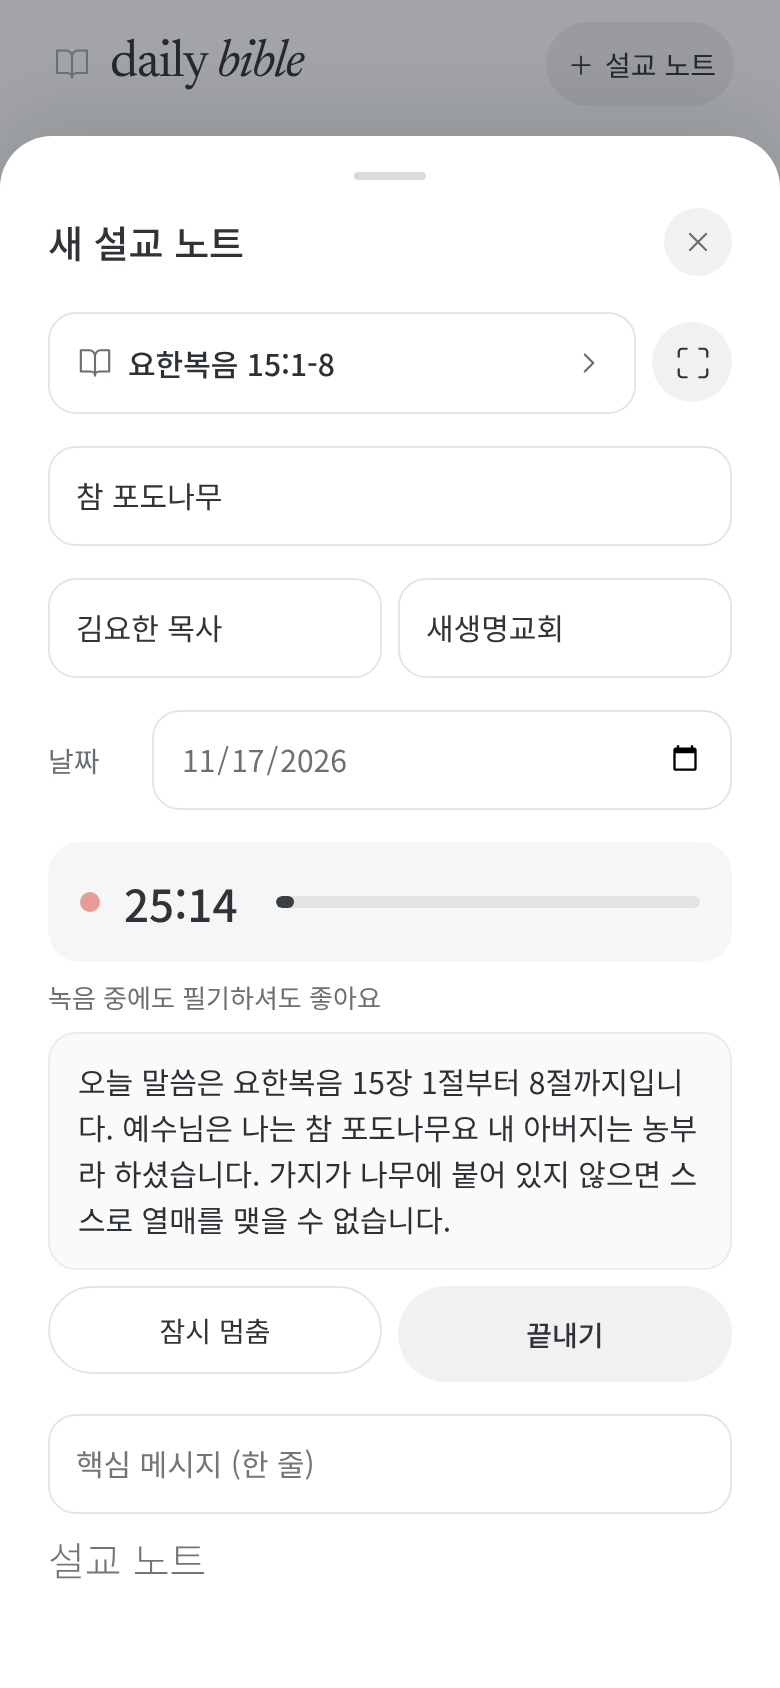 daily bible
+ 설교 노트
새 설교 노트
요한복음 15:1-8
참 포도나무
김요한 목사
새생명교회
날짜
11/17/2026
25:14
녹음 중에도 필기하셔도 좋아요
오늘 말씀은 요한복음 15장 1절부터 8절까지입니
다. 예수님은 나는 참 포도나무요 내 아버지는 농부
라 하셨습니다. 가지가 나무에 붙어 있지 않으면 스
스로 열매를 맺을 수 없습니다.
잠시 멈춤
끝내기
핵심 메시지 (한 줄)
설교 노트